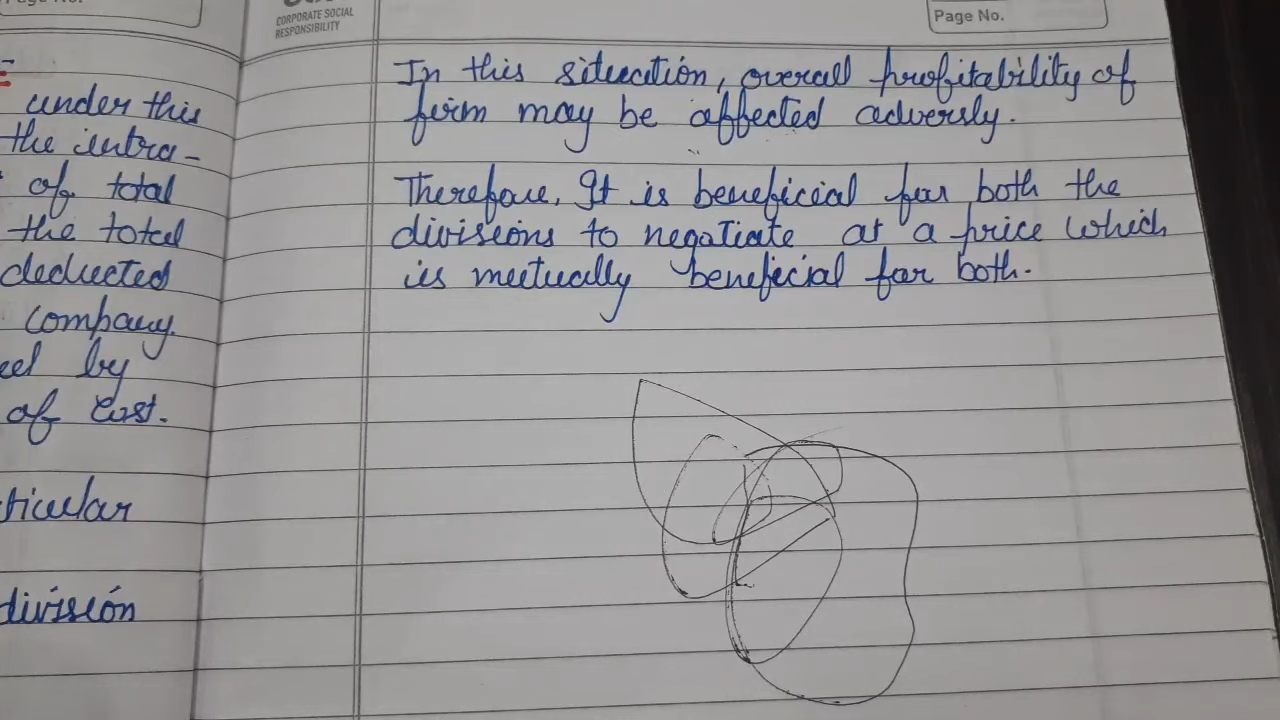 CORPORATE SOCIAL
RESPONSIBILITY
under this
the intra-
of total
the total
deducted
company.
by
of Cost.
ticular
division
Page No.
In this situation, overall profitability of
firm may be affected adversly.
Therefore, It is beneficial for both the
divisions to negotiate at a price which
is mutually beneficial for both.